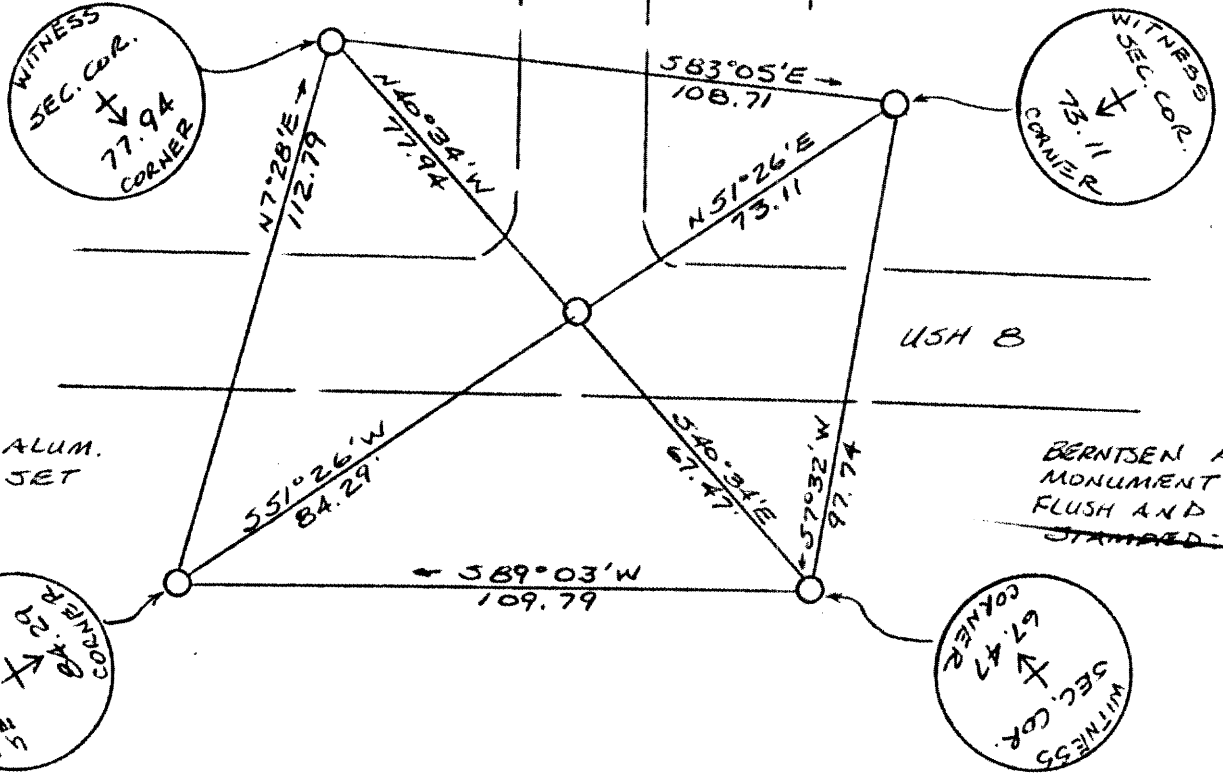 WITNESS
SEC. COR.
77.94
CORNER
S83°05'E →
108.71
WITNESS
SEC. COR.
73.11
CORNER
N7°28'E →
112.79
N40°34'W
77.94
N51°26'E
73.11
USH 8
ALUM.
SET
S51°26'W
84.29
S40°34'E
67.47
← S7°32'W
97.74
BERNTSEN A
MONUMENT
FLUSH AND
STAMPED:
← S89°03'W
109.79
CORNER
84.29
CORNER
67.47
SEC. COR.
WITNESS